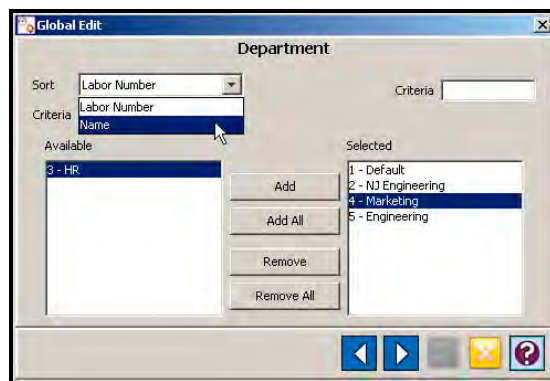 Global Edit
Department
Sort Labor Number Criteria
Labor Number
Criteria Name
Available Selected
3 - HR 1 - Default
Add 2 - NJ Engineering
4 - Marketing
Add All 5 - Engineering
Remove
Remove All